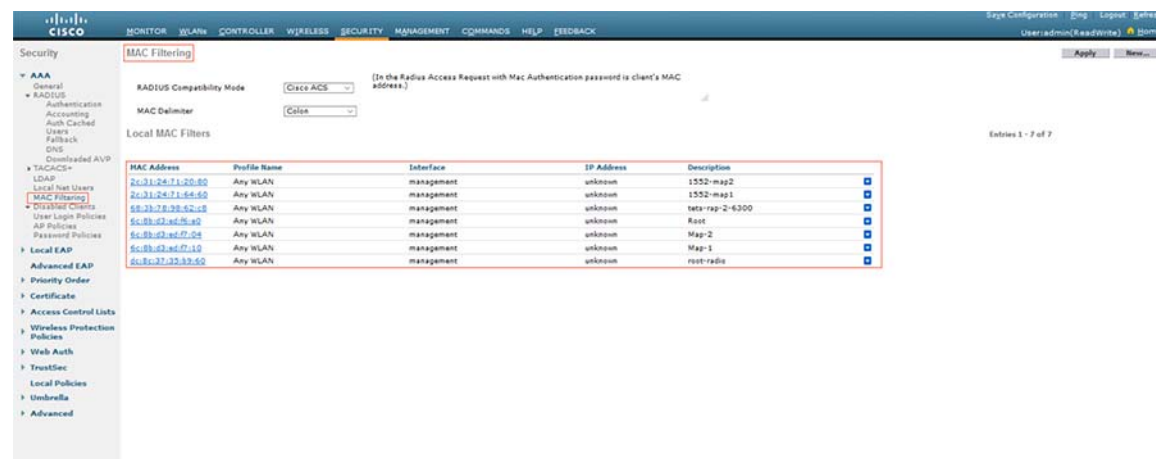 Save Configuration Ping Logout Refres
CISCO
MONITOR WLANs CONTROLLER WIRELESS SECURITY MANAGEMENT COMMANDS HELP FEEDBACK
User:admin(ReadWrite) Hom
Security
MAC Filtering
Apply New...
AAA
General
RADIUS
Authentication
Accounting
Auth Cached
Users
Fallback
DNS
Downloaded AVP
TACACS+
LDAP
Local Net Users
MAC Filtering
Disabled Clients
User Login Policies
AP Policies
Password Policies
Local EAP
Advanced EAP
Priority Order
Certificate
Access Control Lists
Wireless Protection
Policies
Web Auth
TrustSec
Local Policies
Umbrella
Advanced
RADIUS Compatibility Mode Cisco ACS
(In the Radius Access Request with Mac Authentication password is client's MAC
address.)
MAC Delimiter Colon
Local MAC Filters
Entries 1 - 7 of 7
MAC Address Profile Name Interface IP Address Description
2c:31:24:71:20:80 Any WLAN management unknown 1552-map2
2c:31:24:71:64:60 Any WLAN management unknown 1552-map1
68:3b:78:98:62:c8 Any WLAN management unknown teta-rap-2-6300
6c:8b:d3:ed:f6:e0 Any WLAN management unknown Root
6c:8b:d3:ed:f7:04 Any WLAN management unknown Map-2
6c:8b:d3:ed:f7:10 Any WLAN management unknown Map-1
dc:8c:37:35:b9:60 Any WLAN management unknown root-radio